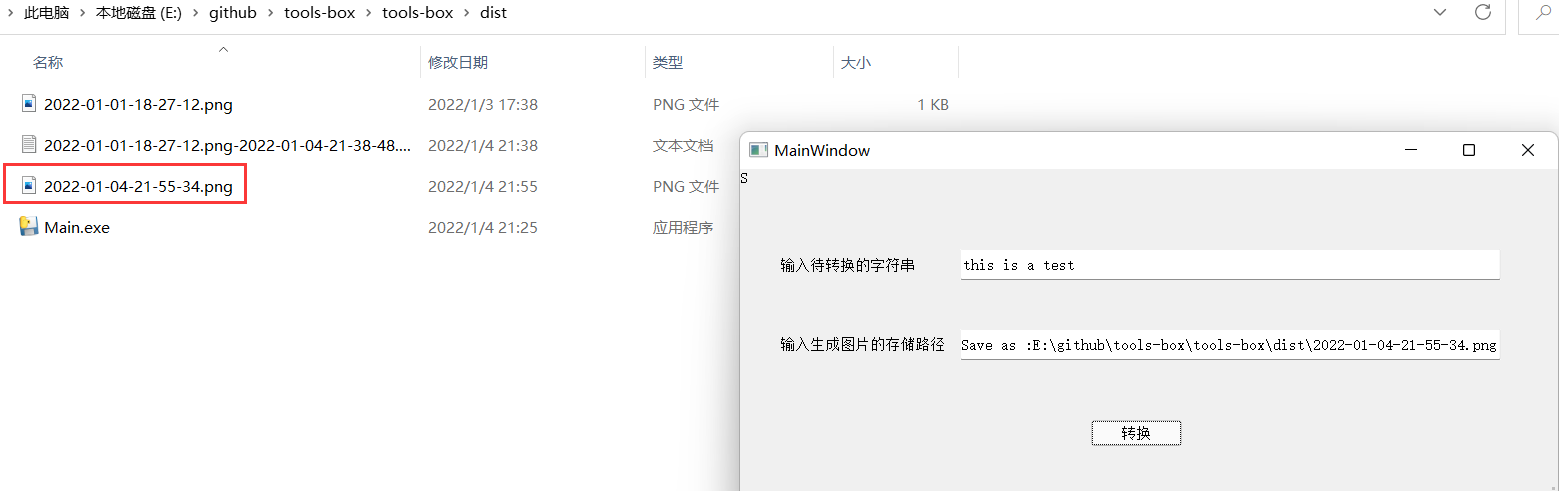 此电脑 › 本地磁盘 (E:) › github › tools-box › tools-box › dist
名称 修改日期 类型 大小
2022-01-01-18-27-12.png 2022/1/3 17:38 PNG 文件 1 KB
2022-01-01-18-27-12.png-2022-01-04-21-38-48.... 2022/1/4 21:38 文本文档
2022-01-04-21-55-34.png 2022/1/4 21:55 PNG 文件
Main.exe 2022/1/4 21:25 应用程序
MainWindow
S
输入待转换的字符串 this is a test
输入生成图片的存储路径 Save as :E:\github\tools-box\tools-box\dist\2022-01-04-21-55-34.png
转换